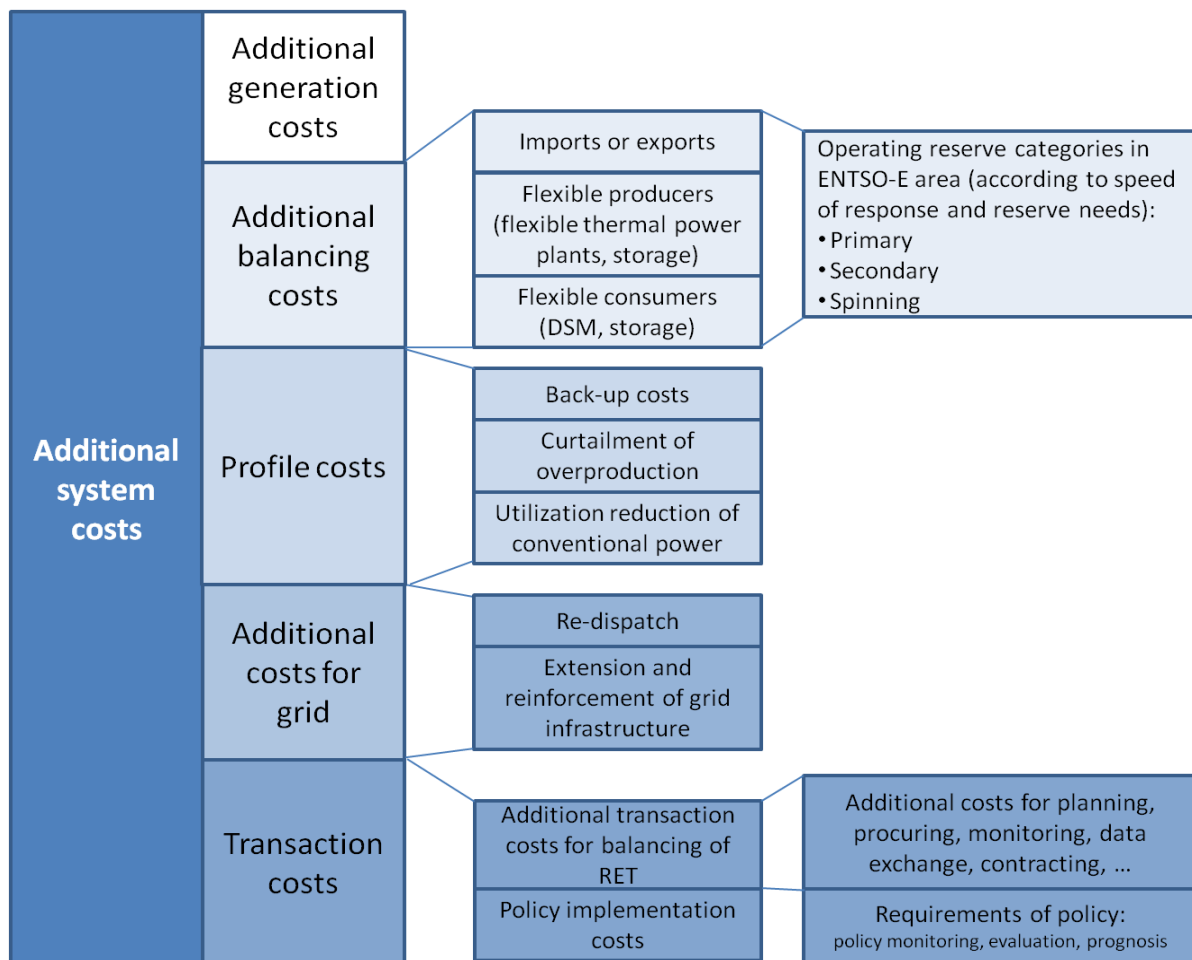 Additional
system
costs
Additional
generation
costs
Additional
balancing
costs
Imports or exports
Flexible producers
(flexible thermal power
plants, storage)
Flexible consumers
(DSM, storage)
Operating reserve categories in
ENTSO-E area (according to speed
of response and reserve needs):
• Primary
• Secondary
• Spinning
Profile costs
Back-up costs
Curtailment of
overproduction
Utilization reduction of
conventional power
Additional
costs for
grid
Re-dispatch
Extension and
reinforcement of grid
infrastructure
Transaction
costs
Additional transaction
costs for balancing of
RET
Policy implementation
costs
Additional costs for planning,
procuring, monitoring, data
exchange, contracting, ...
Requirements of policy:
policy monitoring, evaluation, prognosis